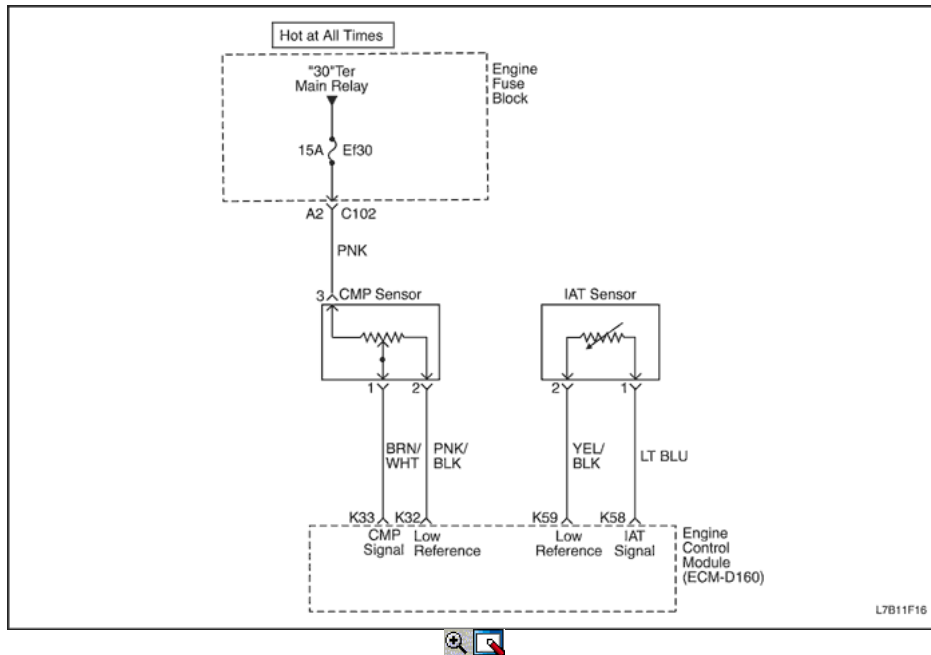 Hot at All Times
"30"Ter
Main Relay
Engine
Fuse
Block
15A Ef30
A2 C102
PNK
3 CMP Sensor
IAT Sensor
1 2
2 1
BRN/
WHT
PNK/
BLK
YEL/
BLK
LT BLU
K33 K32
K59 K58
CMP
Signal
Low
Reference
Low
Reference
IAT
Signal
Engine
Control
Module
(ECM-D160)
L7B11F16